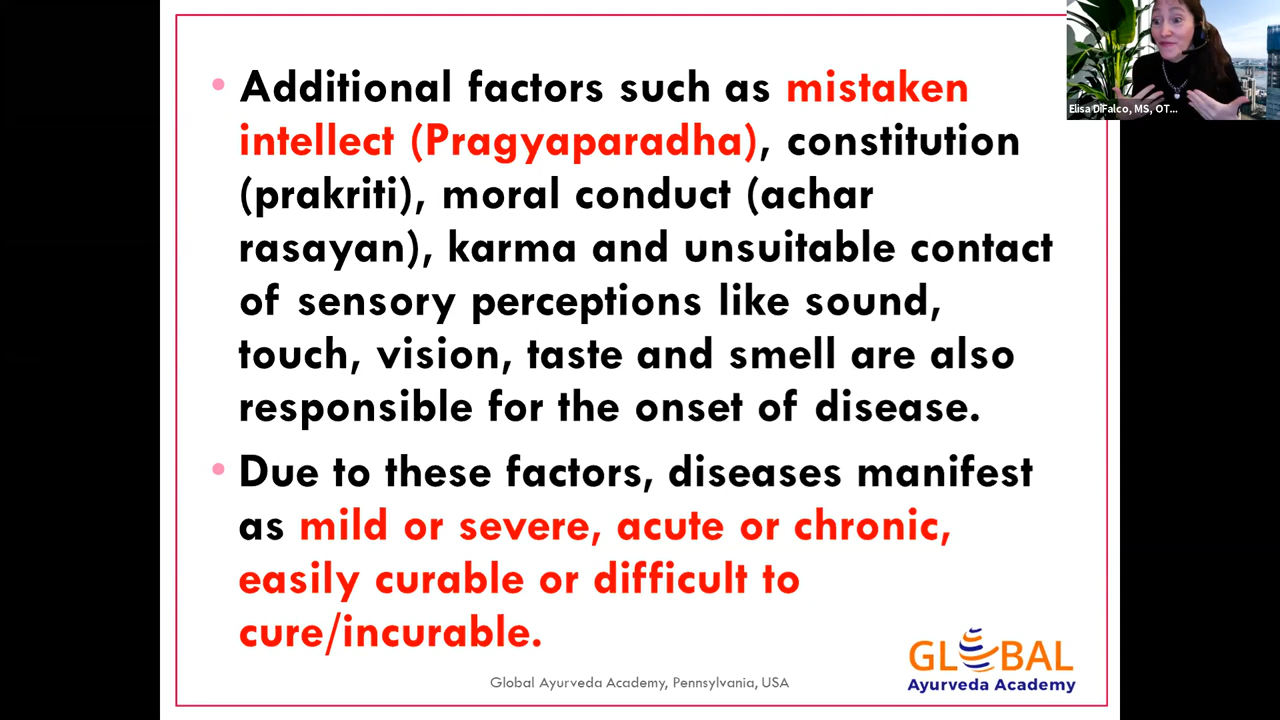 • Additional factors such as mistaken
intellect (Pragyaparadha), constitution
(prakriti), moral conduct (achar
rasayan), karma and unsuitable contact
of sensory perceptions like sound,
touch, vision, taste and smell are also
responsible for the onset of disease.
• Due to these factors, diseases manifest
as mild or severe, acute or chronic,
easily curable or difficult to
cure/incurable.
Global Ayurveda Academy, Pennsylvania, USA
GLOBAL
Ayurveda Academy
Elisa DiFalco, MS, OT...